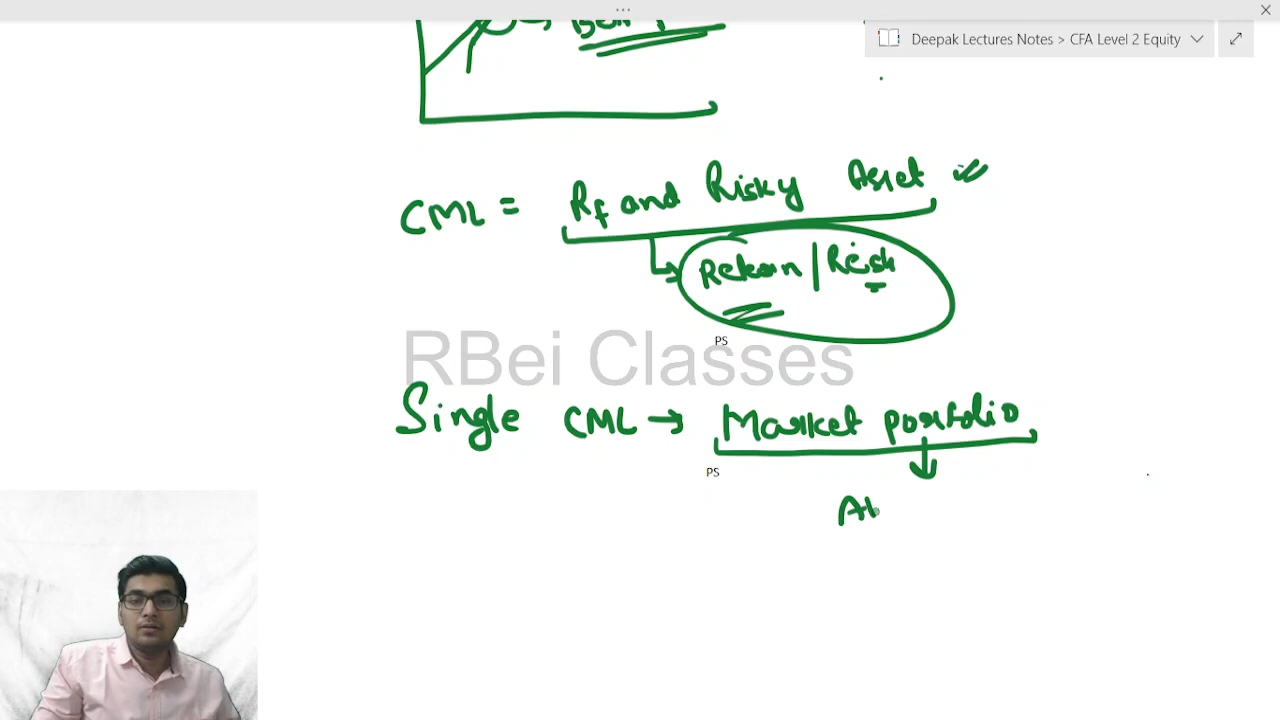 Deepak Lectures Notes > CFA Level 2 Equity
CML = Rf and Risky Asset
Return / Risk
PS
RBei Classes
Single CML → Market portfolio
PS